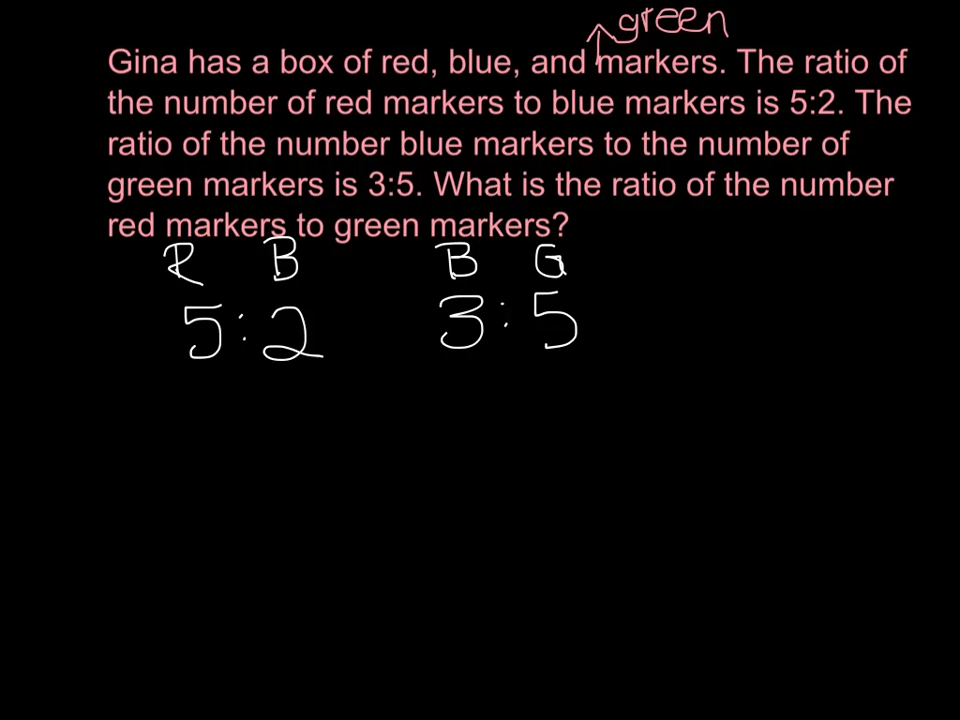 green
Gina has a box of red, blue, and markers. The ratio of
the number of red markers to blue markers is 5:2. The
ratio of the number blue markers to the number of
green markers is 3:5. What is the ratio of the number
red markers to green markers?
R B B G
5:2 3:5